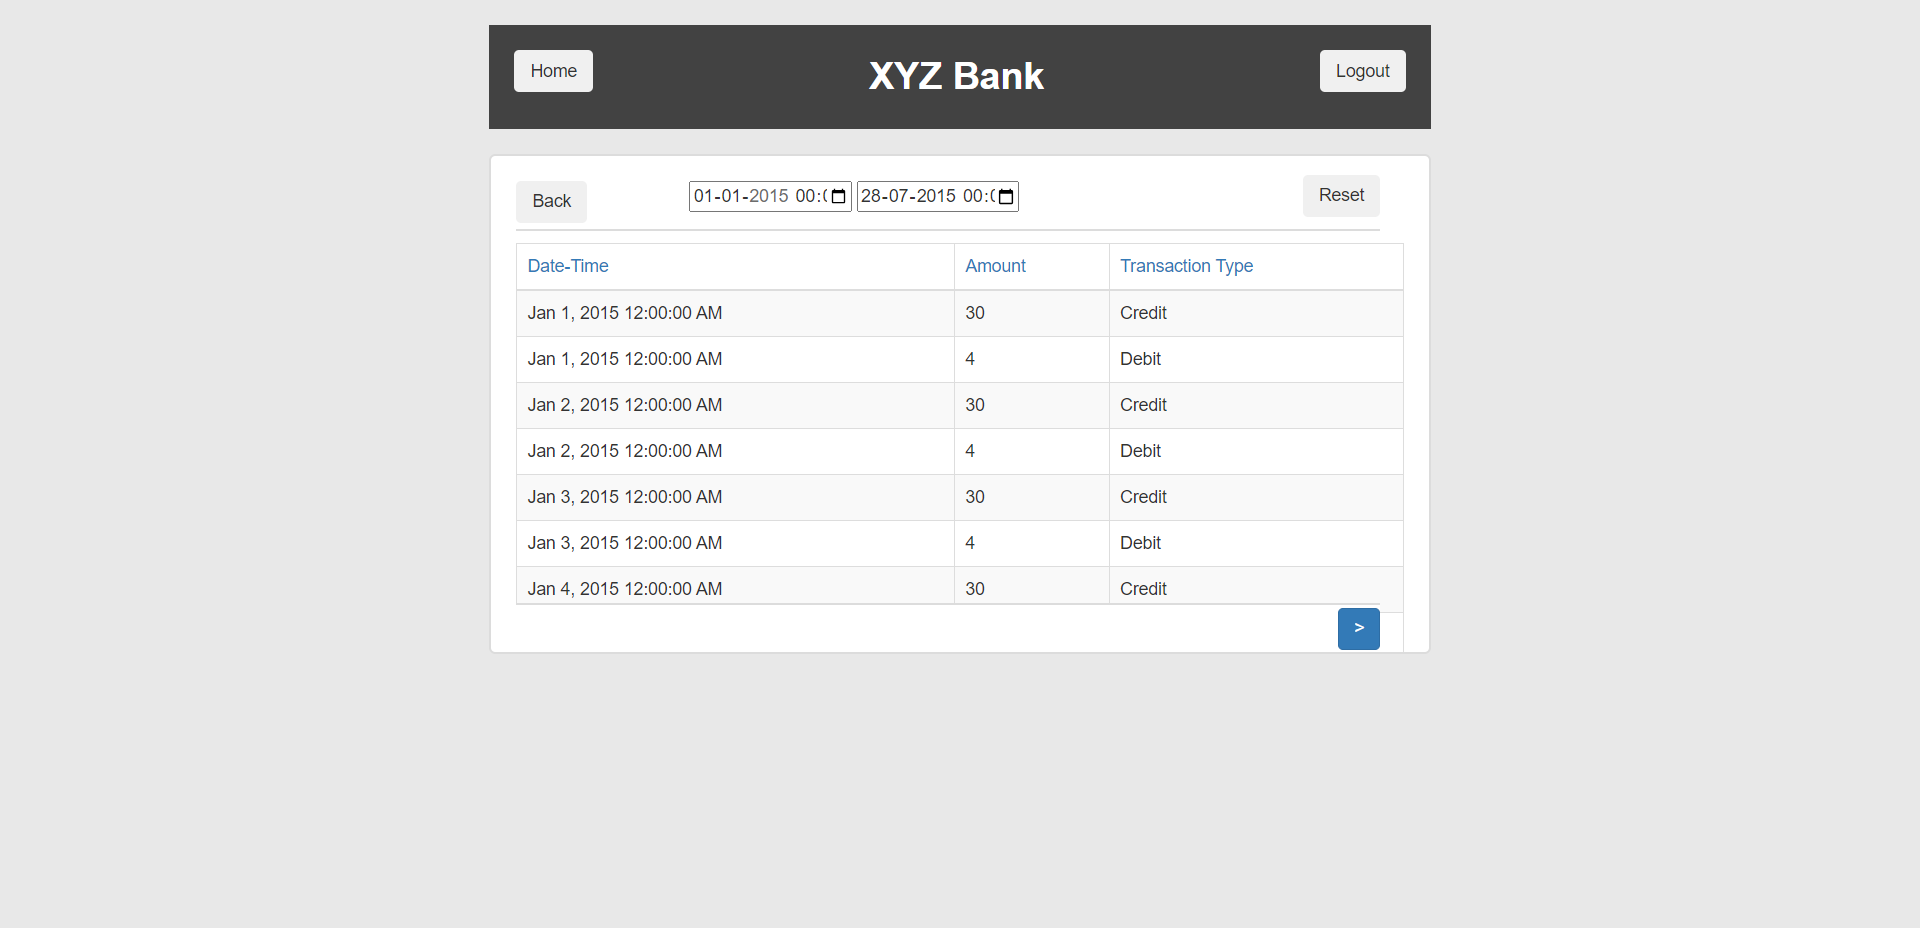 Home
XYZ Bank
Logout
Back
01-01-2015 00:0
28-07-2015 00:0
Reset
Date-Time Amount Transaction Type
Jan 1, 2015 12:00:00 AM 30 Credit
Jan 1, 2015 12:00:00 AM 4 Debit
Jan 2, 2015 12:00:00 AM 30 Credit
Jan 2, 2015 12:00:00 AM 4 Debit
Jan 3, 2015 12:00:00 AM 30 Credit
Jan 3, 2015 12:00:00 AM 4 Debit
Jan 4, 2015 12:00:00 AM 30 Credit
>